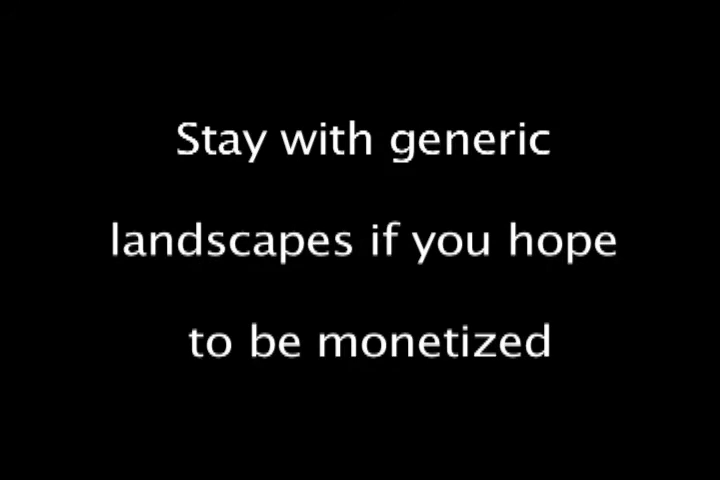 Stay with generic
landscapes if you hope
to be monetized